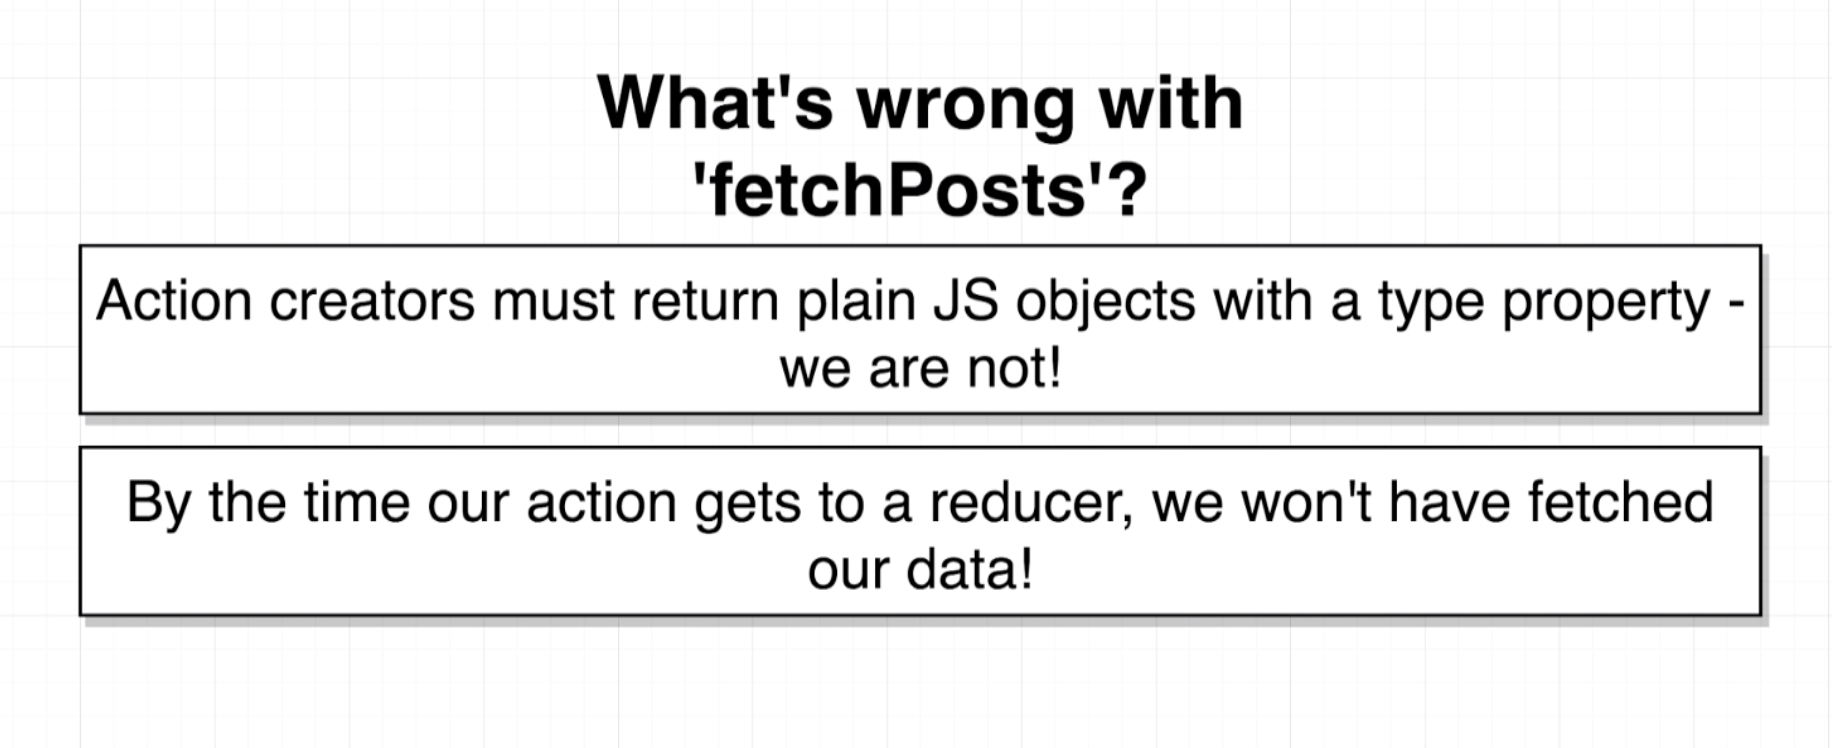 What's wrong with
'fetchPosts'?
Action creators must return plain JS objects with a type property -
we are not!
By the time our action gets to a reducer, we won't have fetched
our data!